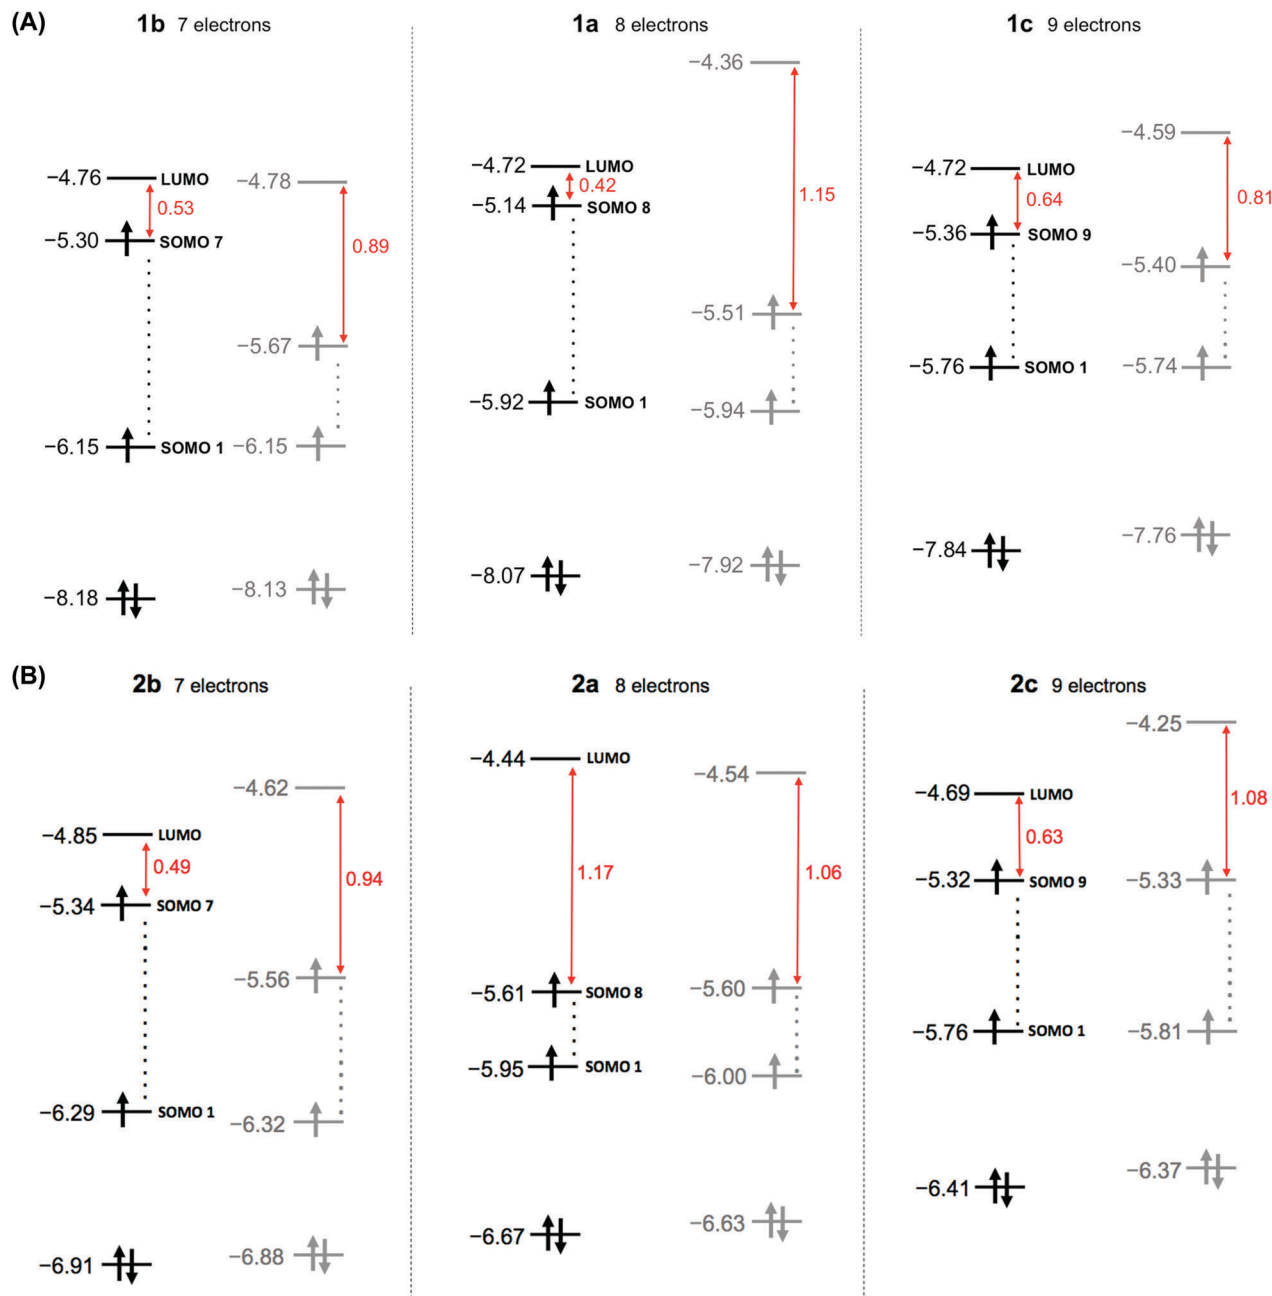 (A)
1b 7 electrons
−4.76 LUMO
−4.78
0.53
−5.30 SOMO 7
0.89
−5.67
−6.15 SOMO 1
−6.15
−8.13
−8.18
1a 8 electrons
−4.36
−4.72 LUMO
0.42
1.15
−5.14 SOMO 8
−5.51
−5.92 SOMO 1
−5.94
−7.92
−8.07
1c 9 electrons
−4.59
−4.72 LUMO
0.64
0.81
−5.36 SOMO 9
−5.40
−5.76 SOMO 1
−5.74
−7.76
−7.84
(B)
2b 7 electrons
−4.62
−4.85 LUMO
0.49
0.94
−5.34 SOMO 7
−5.56
−6.29 SOMO 1
−6.32
−6.88
−6.91
2a 8 electrons
−4.44 LUMO
−4.54
1.17
1.06
−5.61 SOMO 8
−5.60
−5.95 SOMO 1
−6.00
−6.63
−6.67
2c 9 electrons
−4.25
−4.69 LUMO
1.08
0.63
−5.32 SOMO 9
−5.33
−5.76 SOMO 1
−5.81
−6.37
−6.41